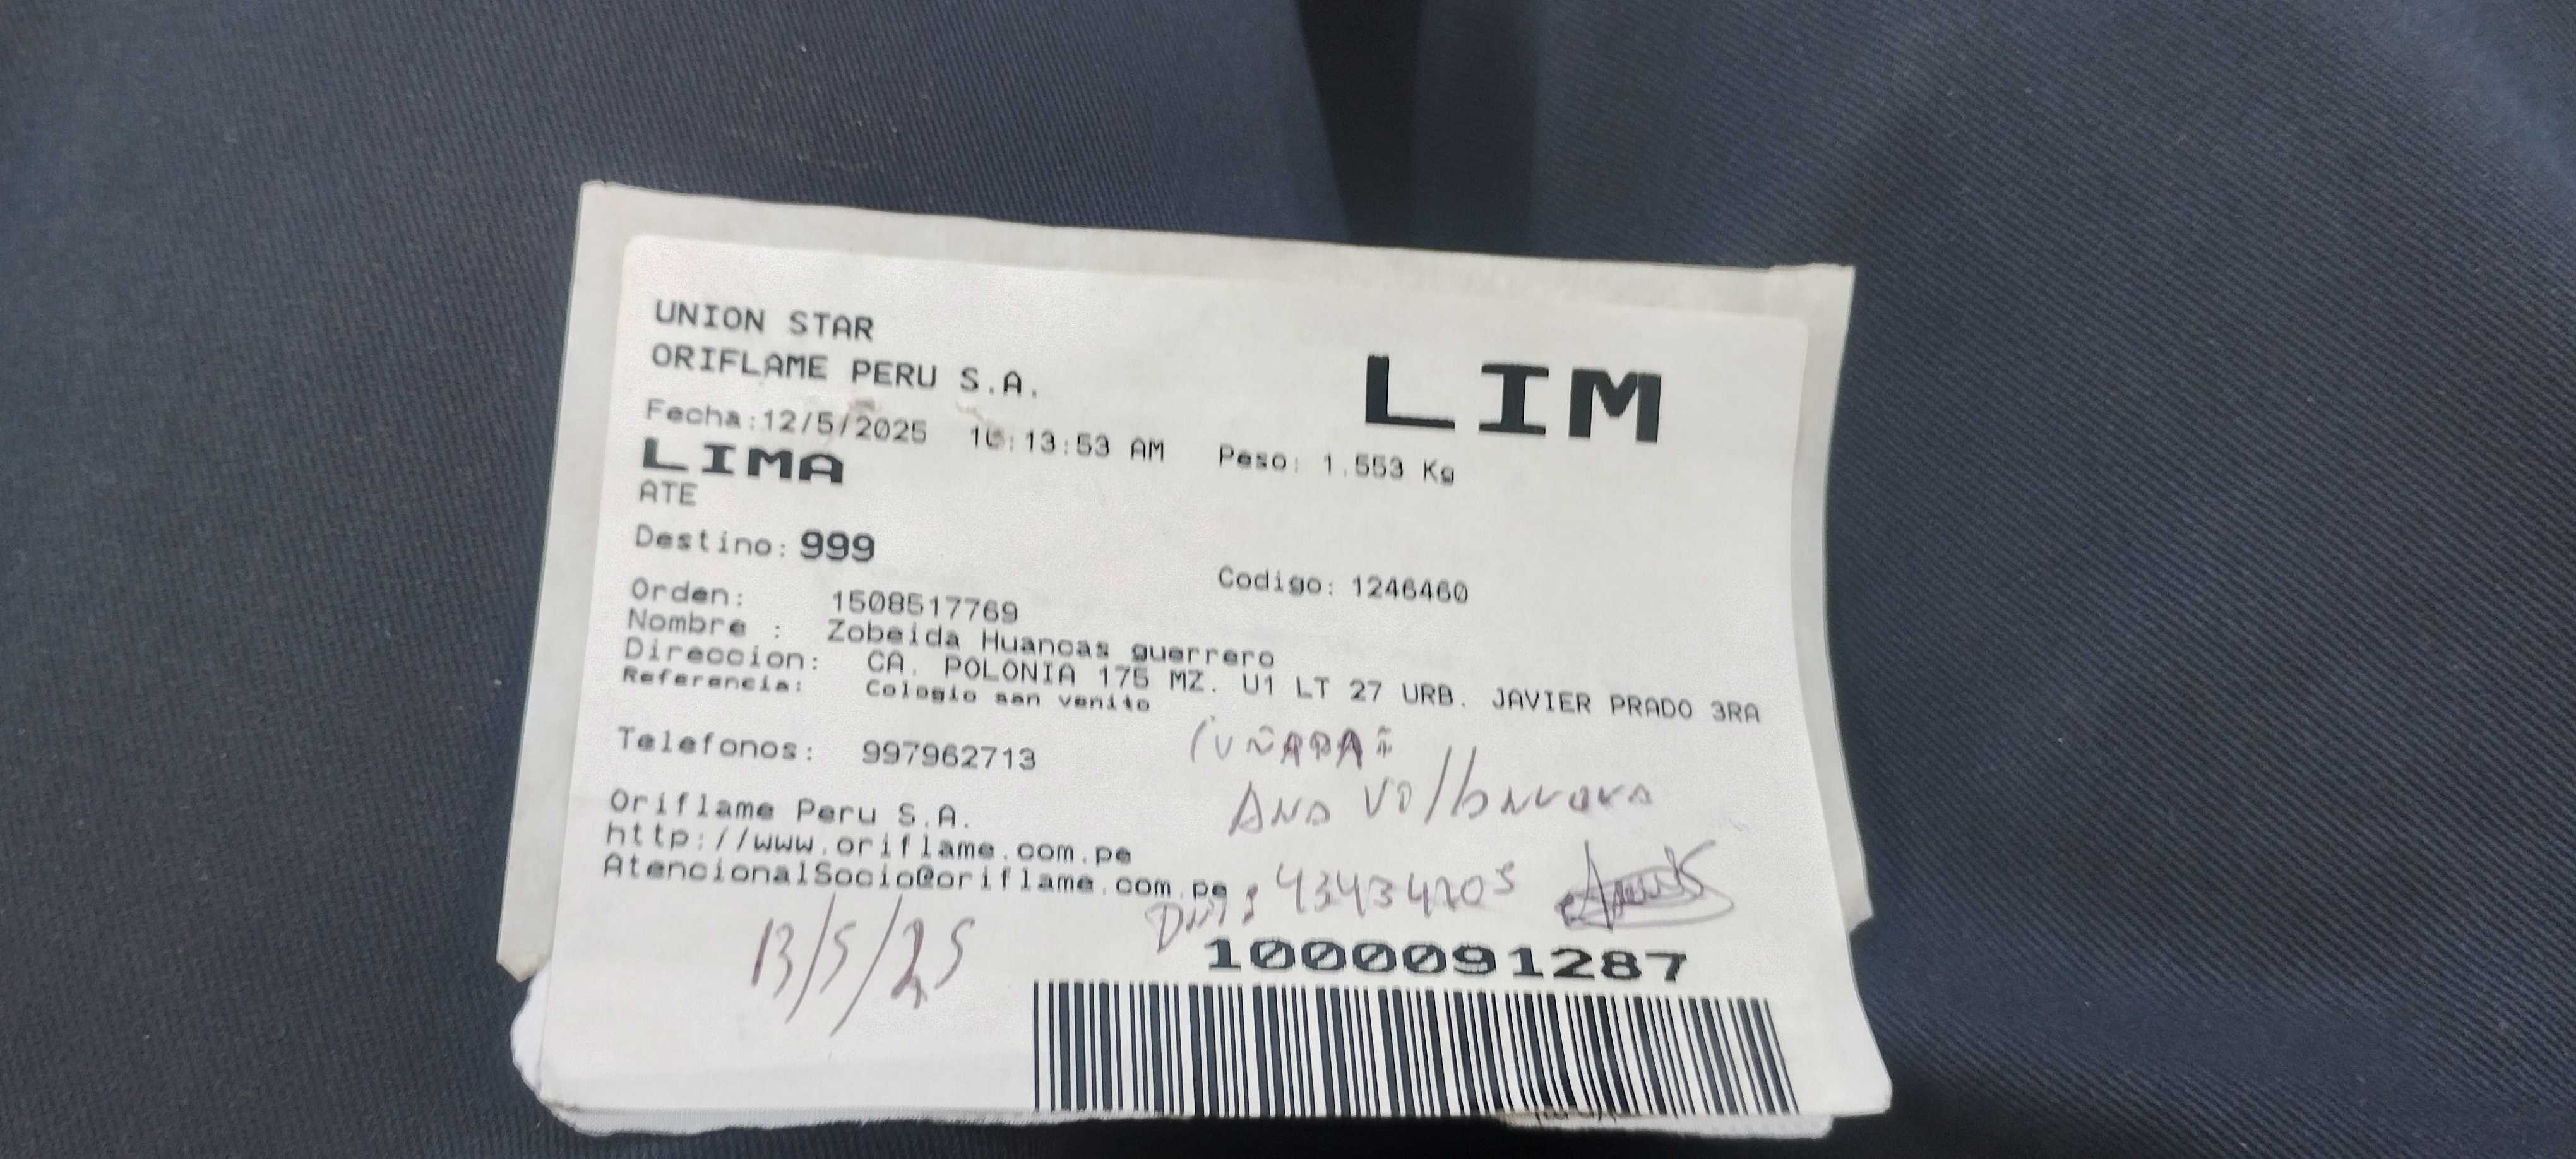 UNION STAR
ORIFLAME PERU S.A.
LIM
Fecha:12/5/2025 10:13:53 AM Peso: 1.553 Kg
LIMA
ATE
Destino: 999
Codigo: 1246460
Orden: 1508517769
Nombre : Zobeida Huancas guerrero
Direccion: CA. POLONIA 175 MZ. U1 LT 27 URB. JAVIER PRADO 3RA
Referencia: Colegio san venito
Telefonos: 997962713
CUÑADA
Ana
Oriflame Peru S.A.
http://www.oriflame.com.pe
AtencionalSocio@oriflame.com.pe
13/5/25
1000091287